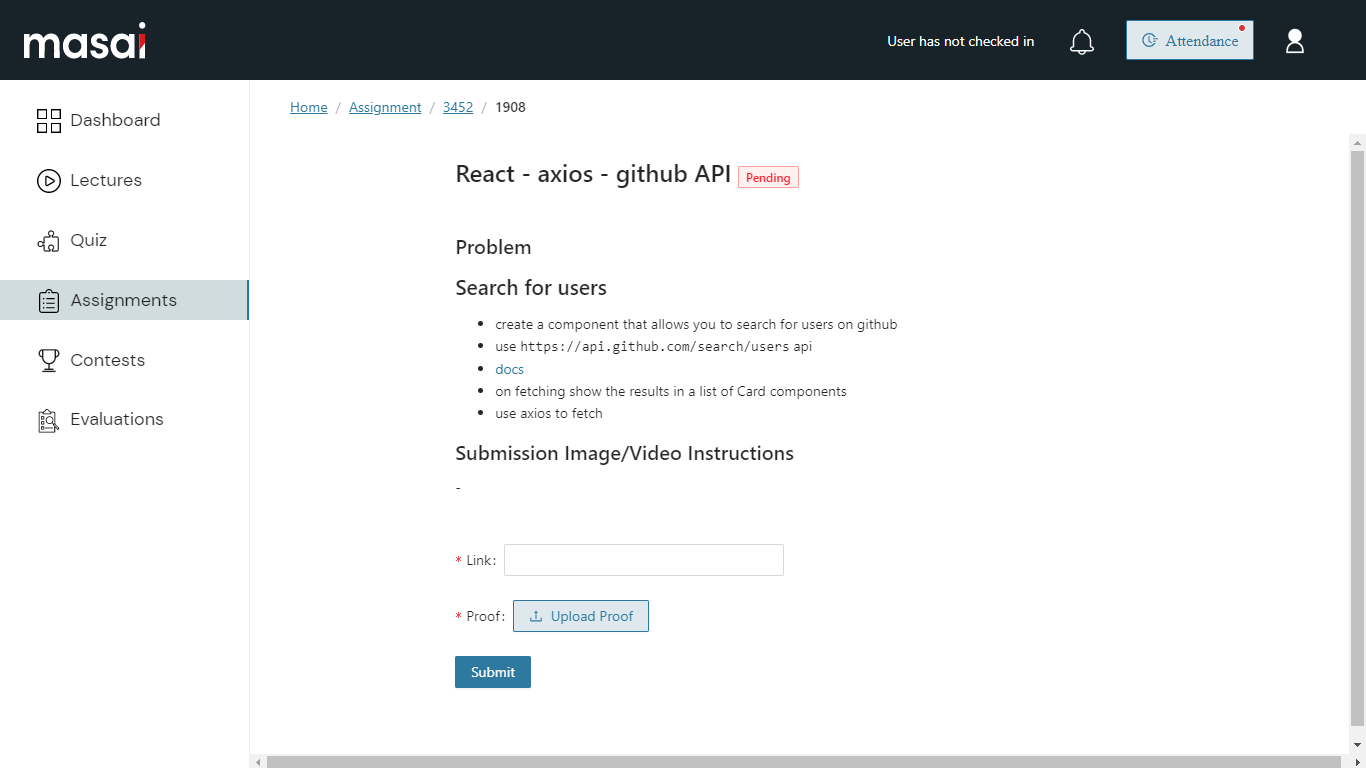 masai
User has not checked in
Attendance
Dashboard
Lectures
Quiz
Assignments
Contests
Evaluations
Home / Assignment / 3452 / 1908
React - axios - github API Pending
Problem
Search for users
• create a component that allows you to search for users on github
• use https://api.github.com/search/users api
• docs
• on fetching show the results in a list of Card components
• use axios to fetch
Submission Image/Video Instructions
-
* Link:
* Proof: Upload Proof
Submit